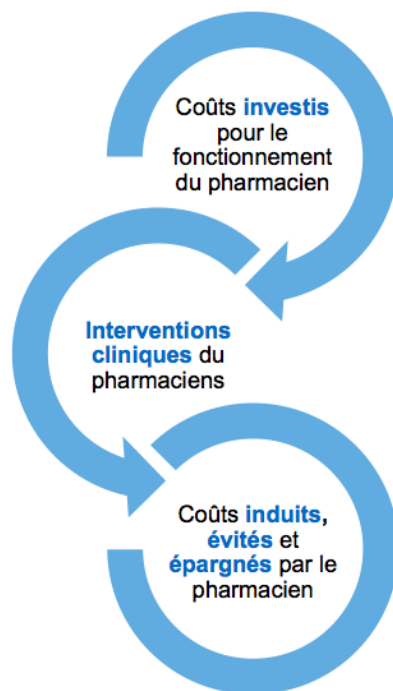 Coûts investis
pour le
fonctionnement
du pharmacien
Interventions
cliniques du
pharmaciens
Coûts induits,
évités et
épargnés par le
pharmacien